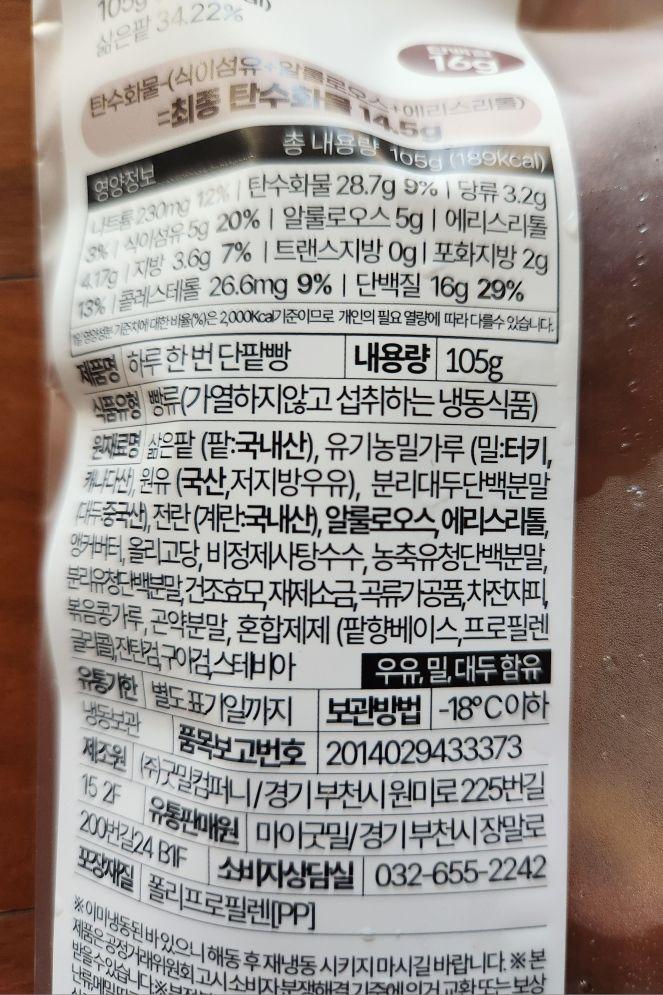 105g
삶은팥 34.22%
단백질
16g
탄수화물-(식이섬유+알룰로오스+에리스리톨)
=최종 탄수화물 14.5g
영양정보
총 내용량 105g (189kcal)
나트륨 230mg 12% | 탄수화물 28.7g 9% | 당류 3.2g
3% | 식이섬유 5g 20% | 알룰로오스 5g | 에리스리톨
4.17g | 지방 3.6g 7% | 트랜스지방 0g | 포화지방 2g
13% | 콜레스테롤 26.6mg 9% | 단백질 16g 29%
1일 영양성분 기준치에 대한 비율(%)은 2,000Kcal기준이므로 개인의 필요 열량에 따라 다를수 있습니다.
제품명 하루 한 번 단팥빵 내용량 105g
식품유형 빵류(가열하지않고 섭취하는 냉동식품)
원재료명 삶은팥 (팥:국내산), 유기농밀가루 (밀:터키,
캐나다산), 원유 (국산,저지방우유), 분리대두단백분말
(대두:중국산), 전란 (계란:국내산), 알룰로오스, 에리스리톨,
앵커버터, 올리고당, 비정제사탕수수, 농축유청단백분말,
분리유청단백분말, 건조효모, 재제소금, 곡류가공품, 차전자피,
볶음콩가루, 곤약분말, 혼합제제 (팥향베이스, 프로필렌
글리콜, 잔탄검, 구아검, 스테비아
우유, 밀, 대두 함유
유통기한 별도 표기일까지 보관방법 -18°C이하
냉동보관 품목보고번호 2014029433373
제조원 (주)굿밀컴퍼니/경기 부천시 원미로 225번길
15 2F 유통판매원 마이굿밀/경기 부천시 장말로
200번길24 B1F 소비자상담실 032-655-2242
포장재질 폴리프로필렌[PP]
※이미 냉동된 바 있으니 해동 후 재냉동 시키지 마시길 바랍니다. ※본
제품은 공정거래위원회 고시 소비자분쟁해결 기준에 의거 교환 또는 보상
받을 수 있습니다.